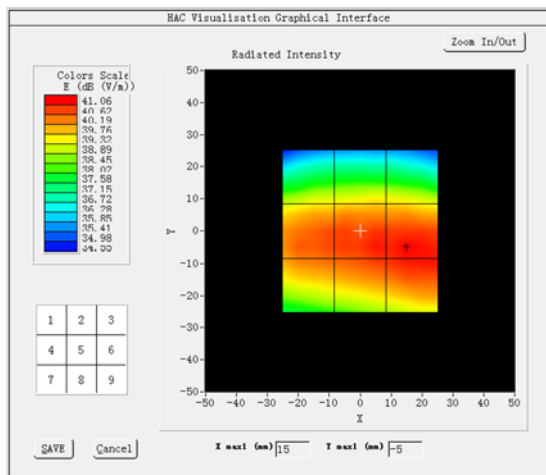 HAC Visualisation Graphical Interface
Zoom In/Out
Radiated Intensity
Colors Scale
E (dB (V/m))
41.06
40.62
40.19
39.76
39.32
38.89
38.45
38.02
37.58
37.15
36.72
36.28
35.85
35.41
34.98
34.55
50
40
30
20
10
0
-10
-20
-30
-40
-50
Y
-50 -40 -30 -20 -10 0 10 20 30 40 50
X
1 2 3
4 5 6
7 8 9
SAVE Cancel
X max1 (mm) 15 Y max1 (mm) -5